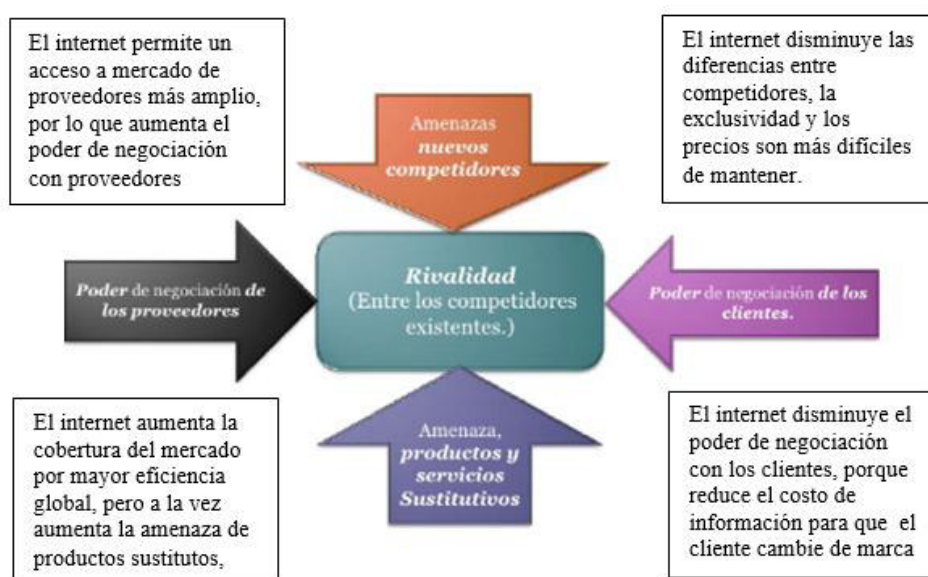 El internet permite un
acceso a mercado de
proveedores más amplio,
por lo que aumenta el
poder de negociación
con proveedores
Amenazas
nuevos
competidores
El internet disminuye las
diferencias entre
competidores, la
exclusividad y los
precios son más difíciles
de mantener.
Poder de negociación de
los proveedores
Rivalidad
(Entre los competidores
existentes.)
Poder de negociación de los
clientes.
El internet aumenta la
cobertura del mercado
por mayor eficiencia
global, pero a la vez
aumenta la amenaza de
productos sustitutos,
Amenaza,
productos y
servicios
Sustitutivos
El internet disminuye el
poder de negociación
con los clientes, porque
reduce el costo de
información para que el
cliente cambie de marca